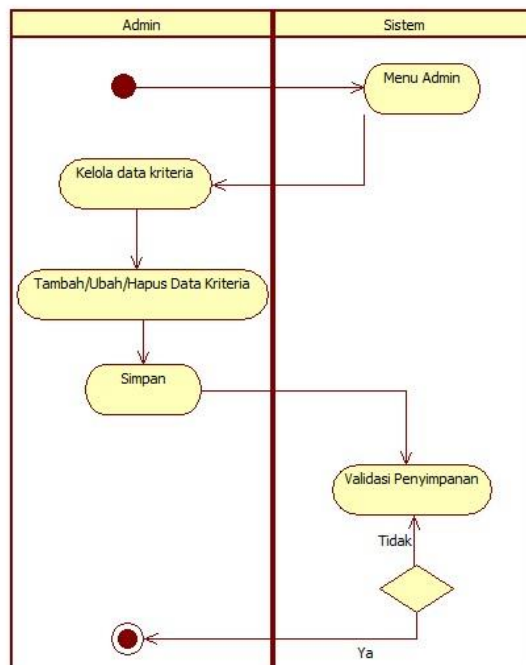 Admin
Sistem
Menu Admin
Kelola data kriteria
Tambah/Ubah/Hapus Data Kriteria
Simpan
Validasi Penyimpanan
Tidak
Ya